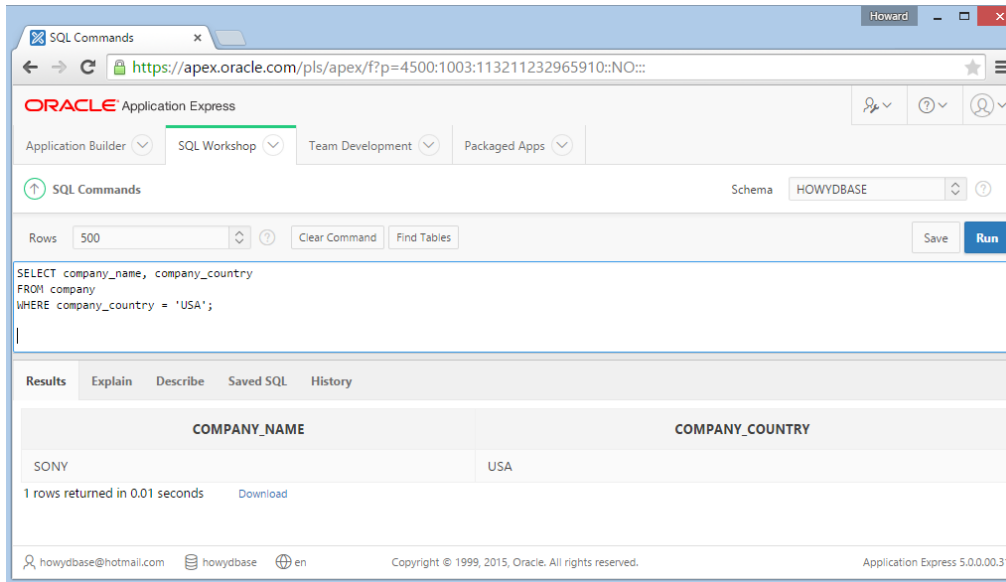 Howard
SQL Commands
https://apex.oracle.com/pls/apex/f?p=4500:1003:113211232965910::NO:::
ORACLE Application Express
Application Builder SQL Workshop Team Development Packaged Apps
SQL Commands Schema HOWYDBASE
Rows 500 Clear Command Find Tables Save Run
SELECT company_name, company_country
FROM company
WHERE company_country = 'USA';
Results Explain Describe Saved SQL History
COMPANY_NAME COMPANY_COUNTRY
SONY USA
1 rows returned in 0.01 seconds Download
howydbase@hotmail.com howydbase en Copyright © 1999, 2015, Oracle. All rights reserved. Application Express 5.0.0.00.31